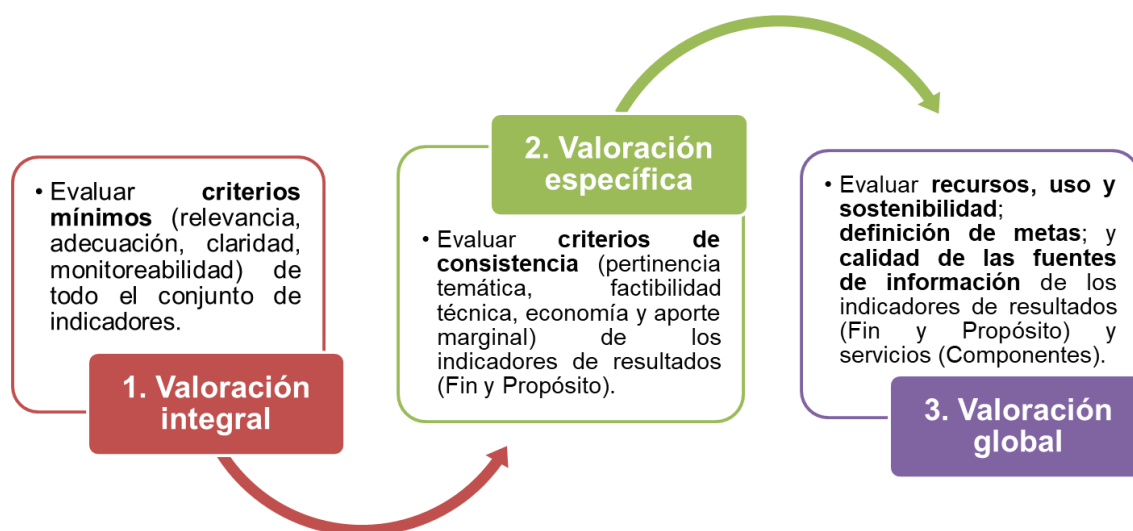 • Evaluar criterios
mínimos (relevancia,
adecuación, claridad,
monitoreabilidad) de
todo el conjunto de
indicadores.
1. Valoración
integral
2. Valoración
específica
• Evaluar criterios de
consistencia (pertinencia
temática, factibilidad
técnica, economía y aporte
marginal) de los
indicadores de resultados
(Fin y Propósito).
• Evaluar recursos, uso y
sostenibilidad;
definición de metas; y
calidad de las fuentes
de información de los
indicadores de resultados
(Fin y Propósito) y
servicios (Componentes).
3. Valoración
global